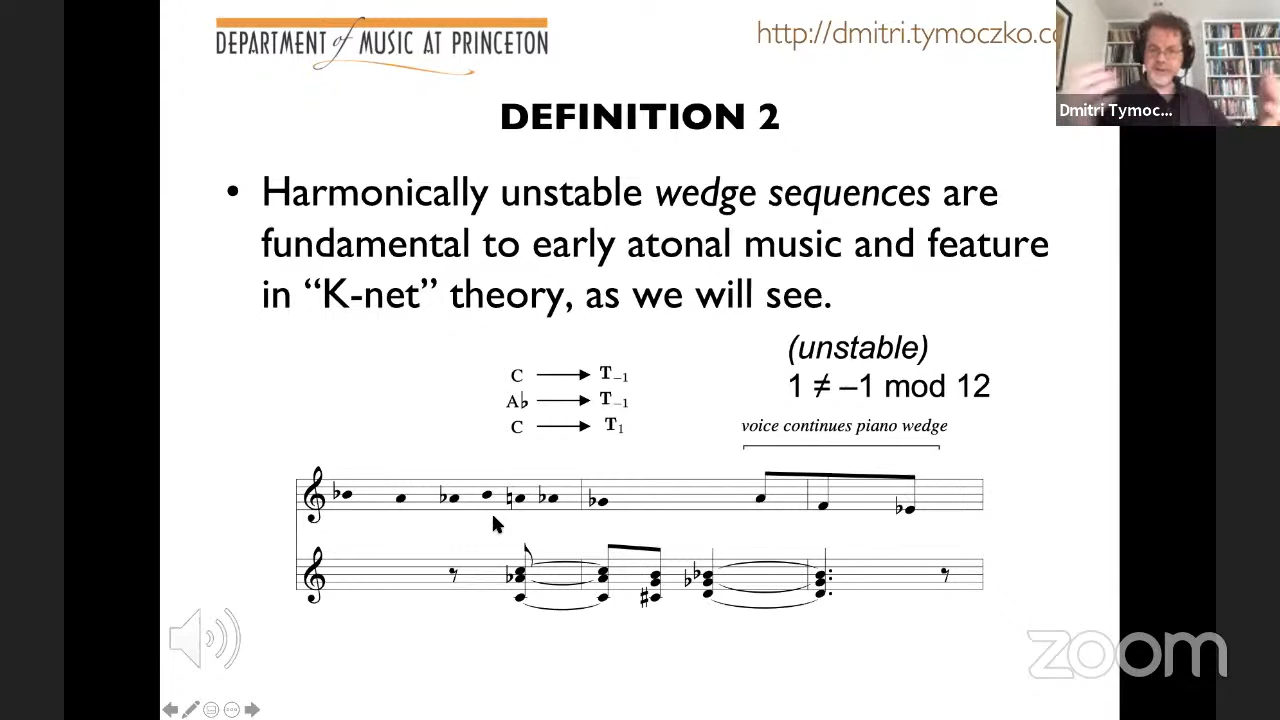 DEPARTMENT of MUSIC AT PRINCETON
http://dmitri.tymoczko.co
Dmitri Tymoc...
DEFINITION 2
• Harmonically unstable wedge sequences are
fundamental to early atonal music and feature
in “K-net” theory, as we will see.
(unstable)
1 ≠ –1 mod 12
C → T₋₁
A♭ → T₋₁
C → T₁
voice continues piano wedge
zoom